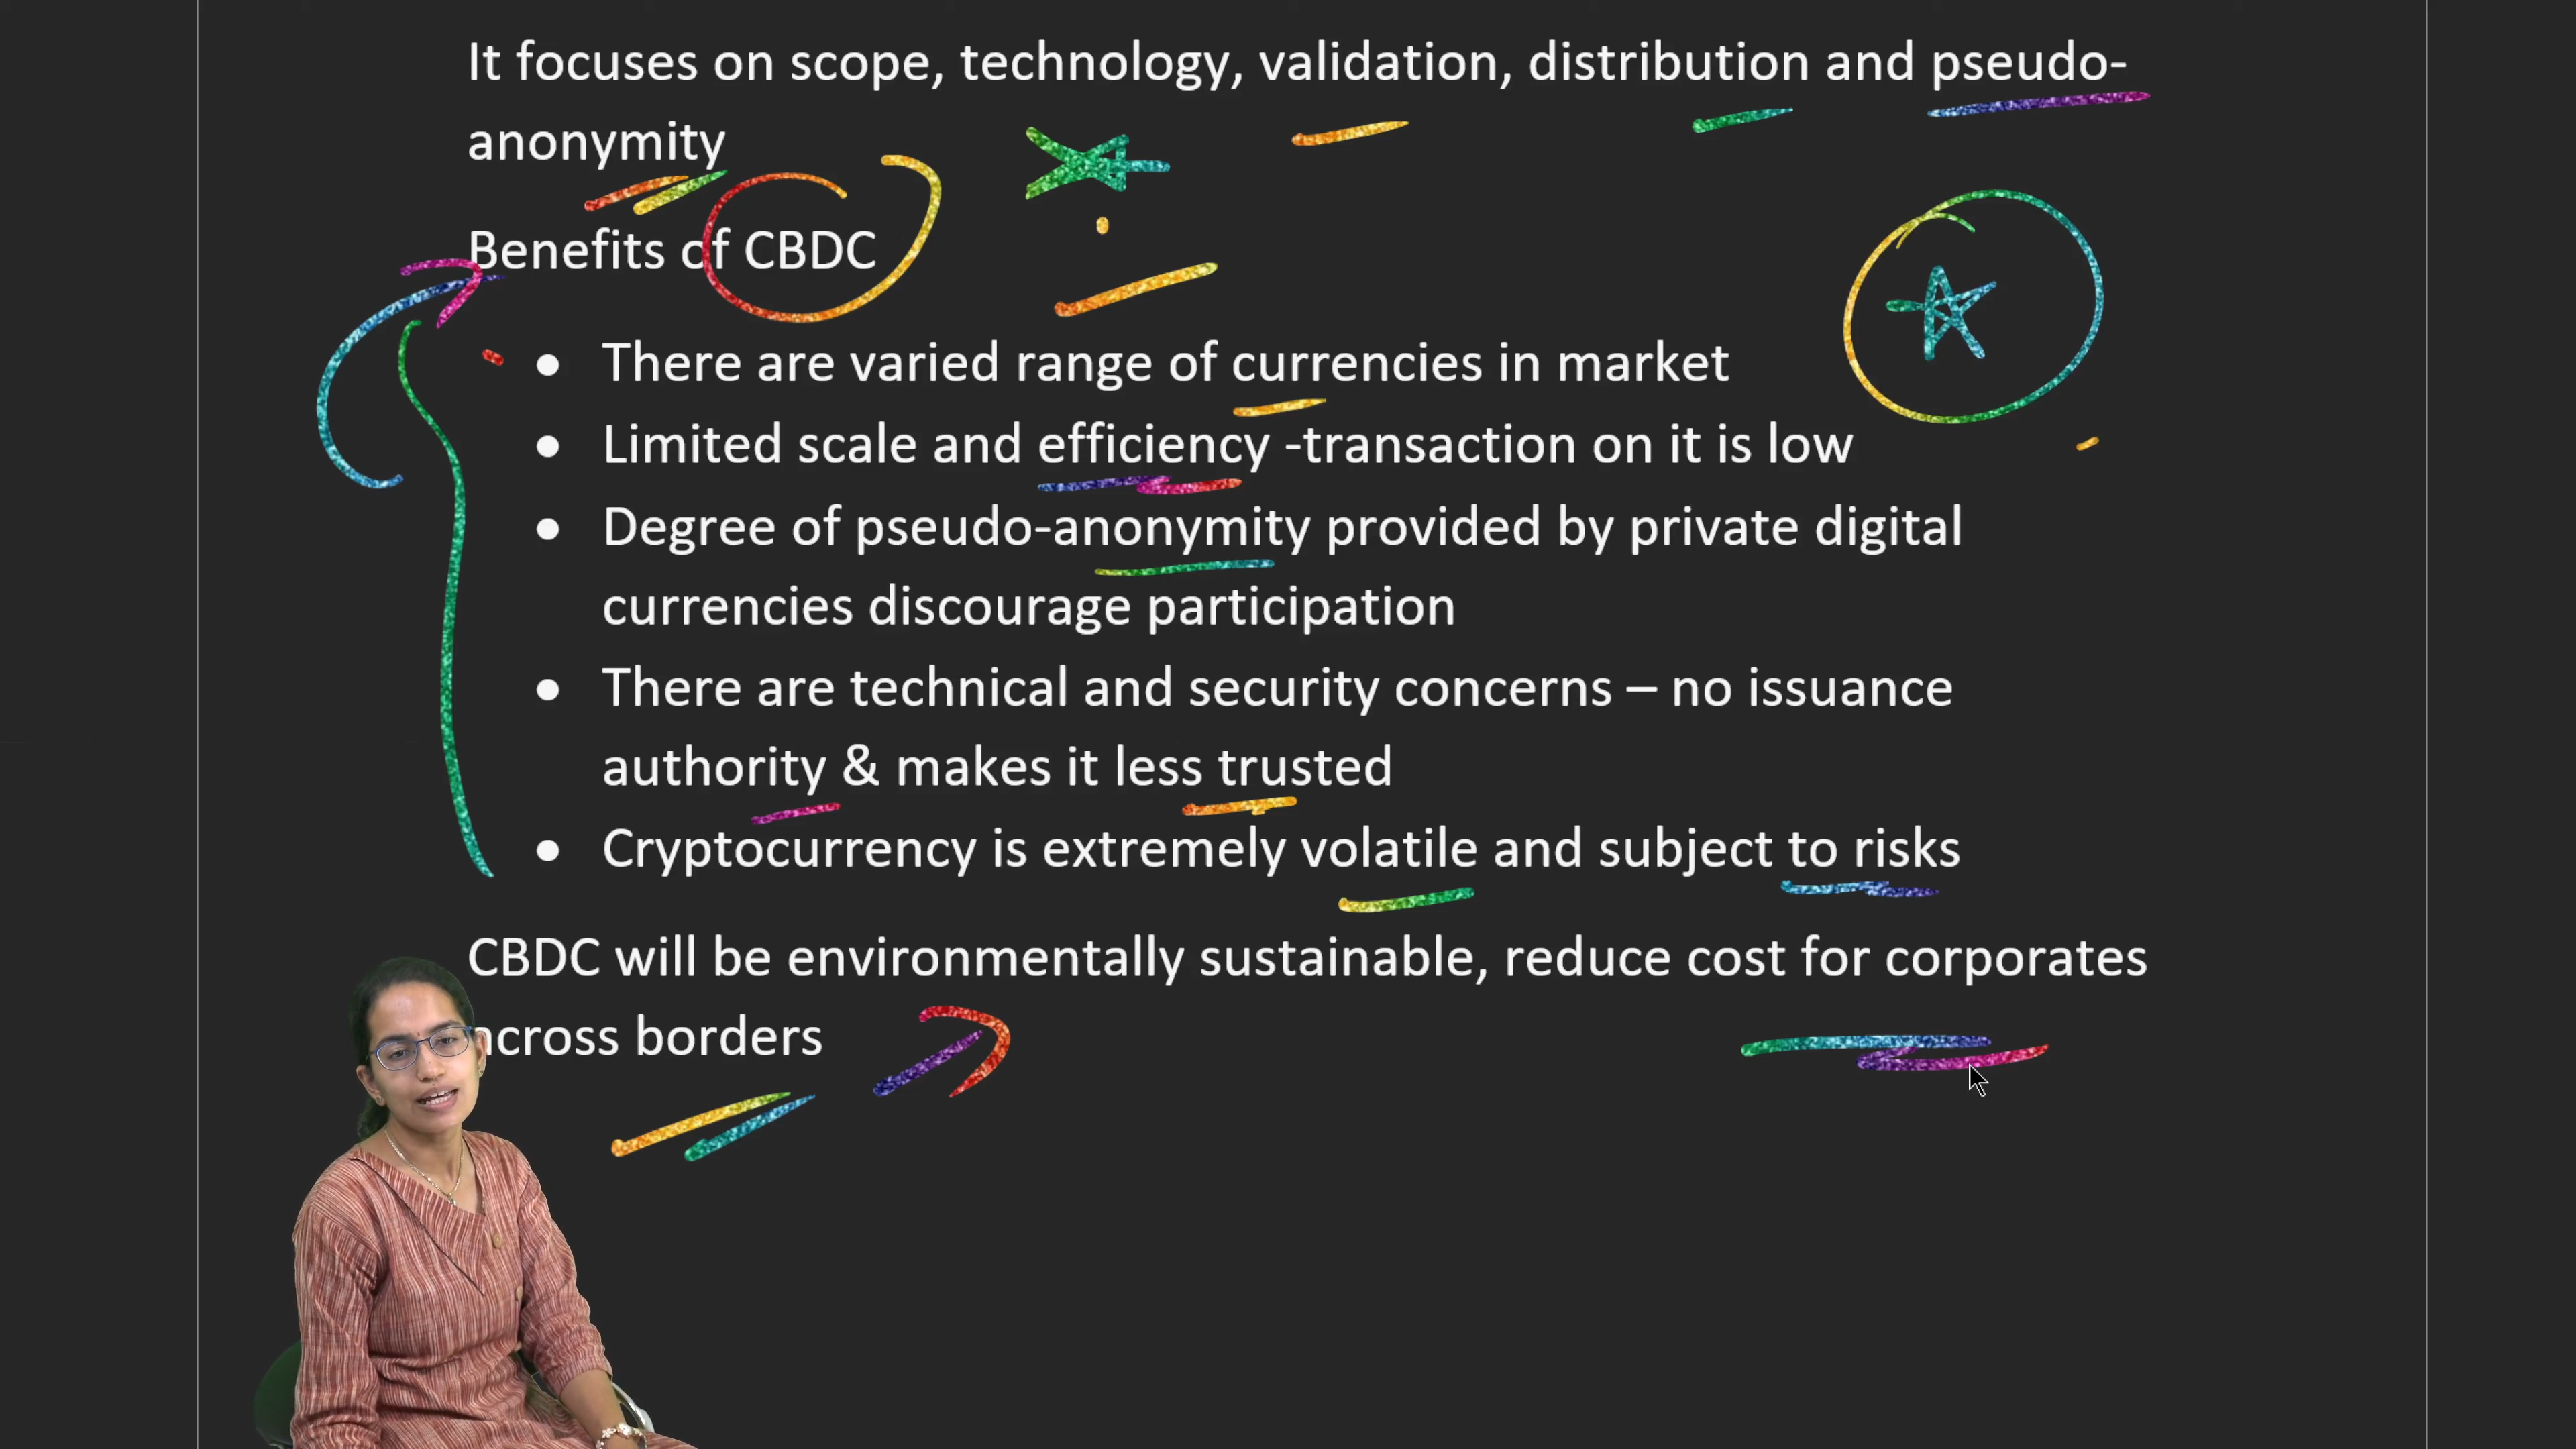 It focuses on scope, technology, validation, distribution and pseudo-
anonymity
Benefits of CBDC
• There are varied range of currencies in market
• Limited scale and efficiency -transaction on it is low
• Degree of pseudo-anonymity provided by private digital
currencies discourage participation
• There are technical and security concerns – no issuance
authority & makes it less trusted
• Cryptocurrency is extremely volatile and subject to risks
CBDC will be environmentally sustainable, reduce cost for corporates
across borders